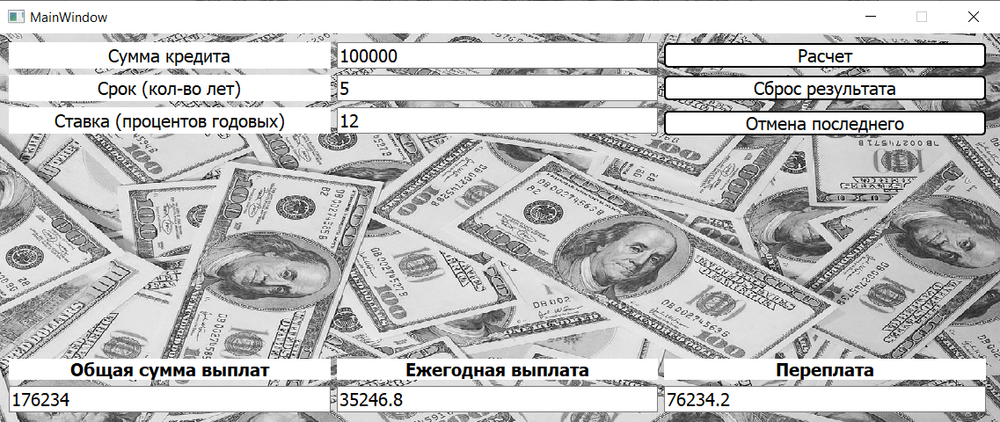 MainWindow
Сумма кредита
100000
Расчет
Срок (кол-во лет)
5
Сброс результата
Ставка (процентов годовых)
12
Отмена последнего
Общая сумма выплат
Ежегодная выплата
Переплата
176234
35246.8
76234.2